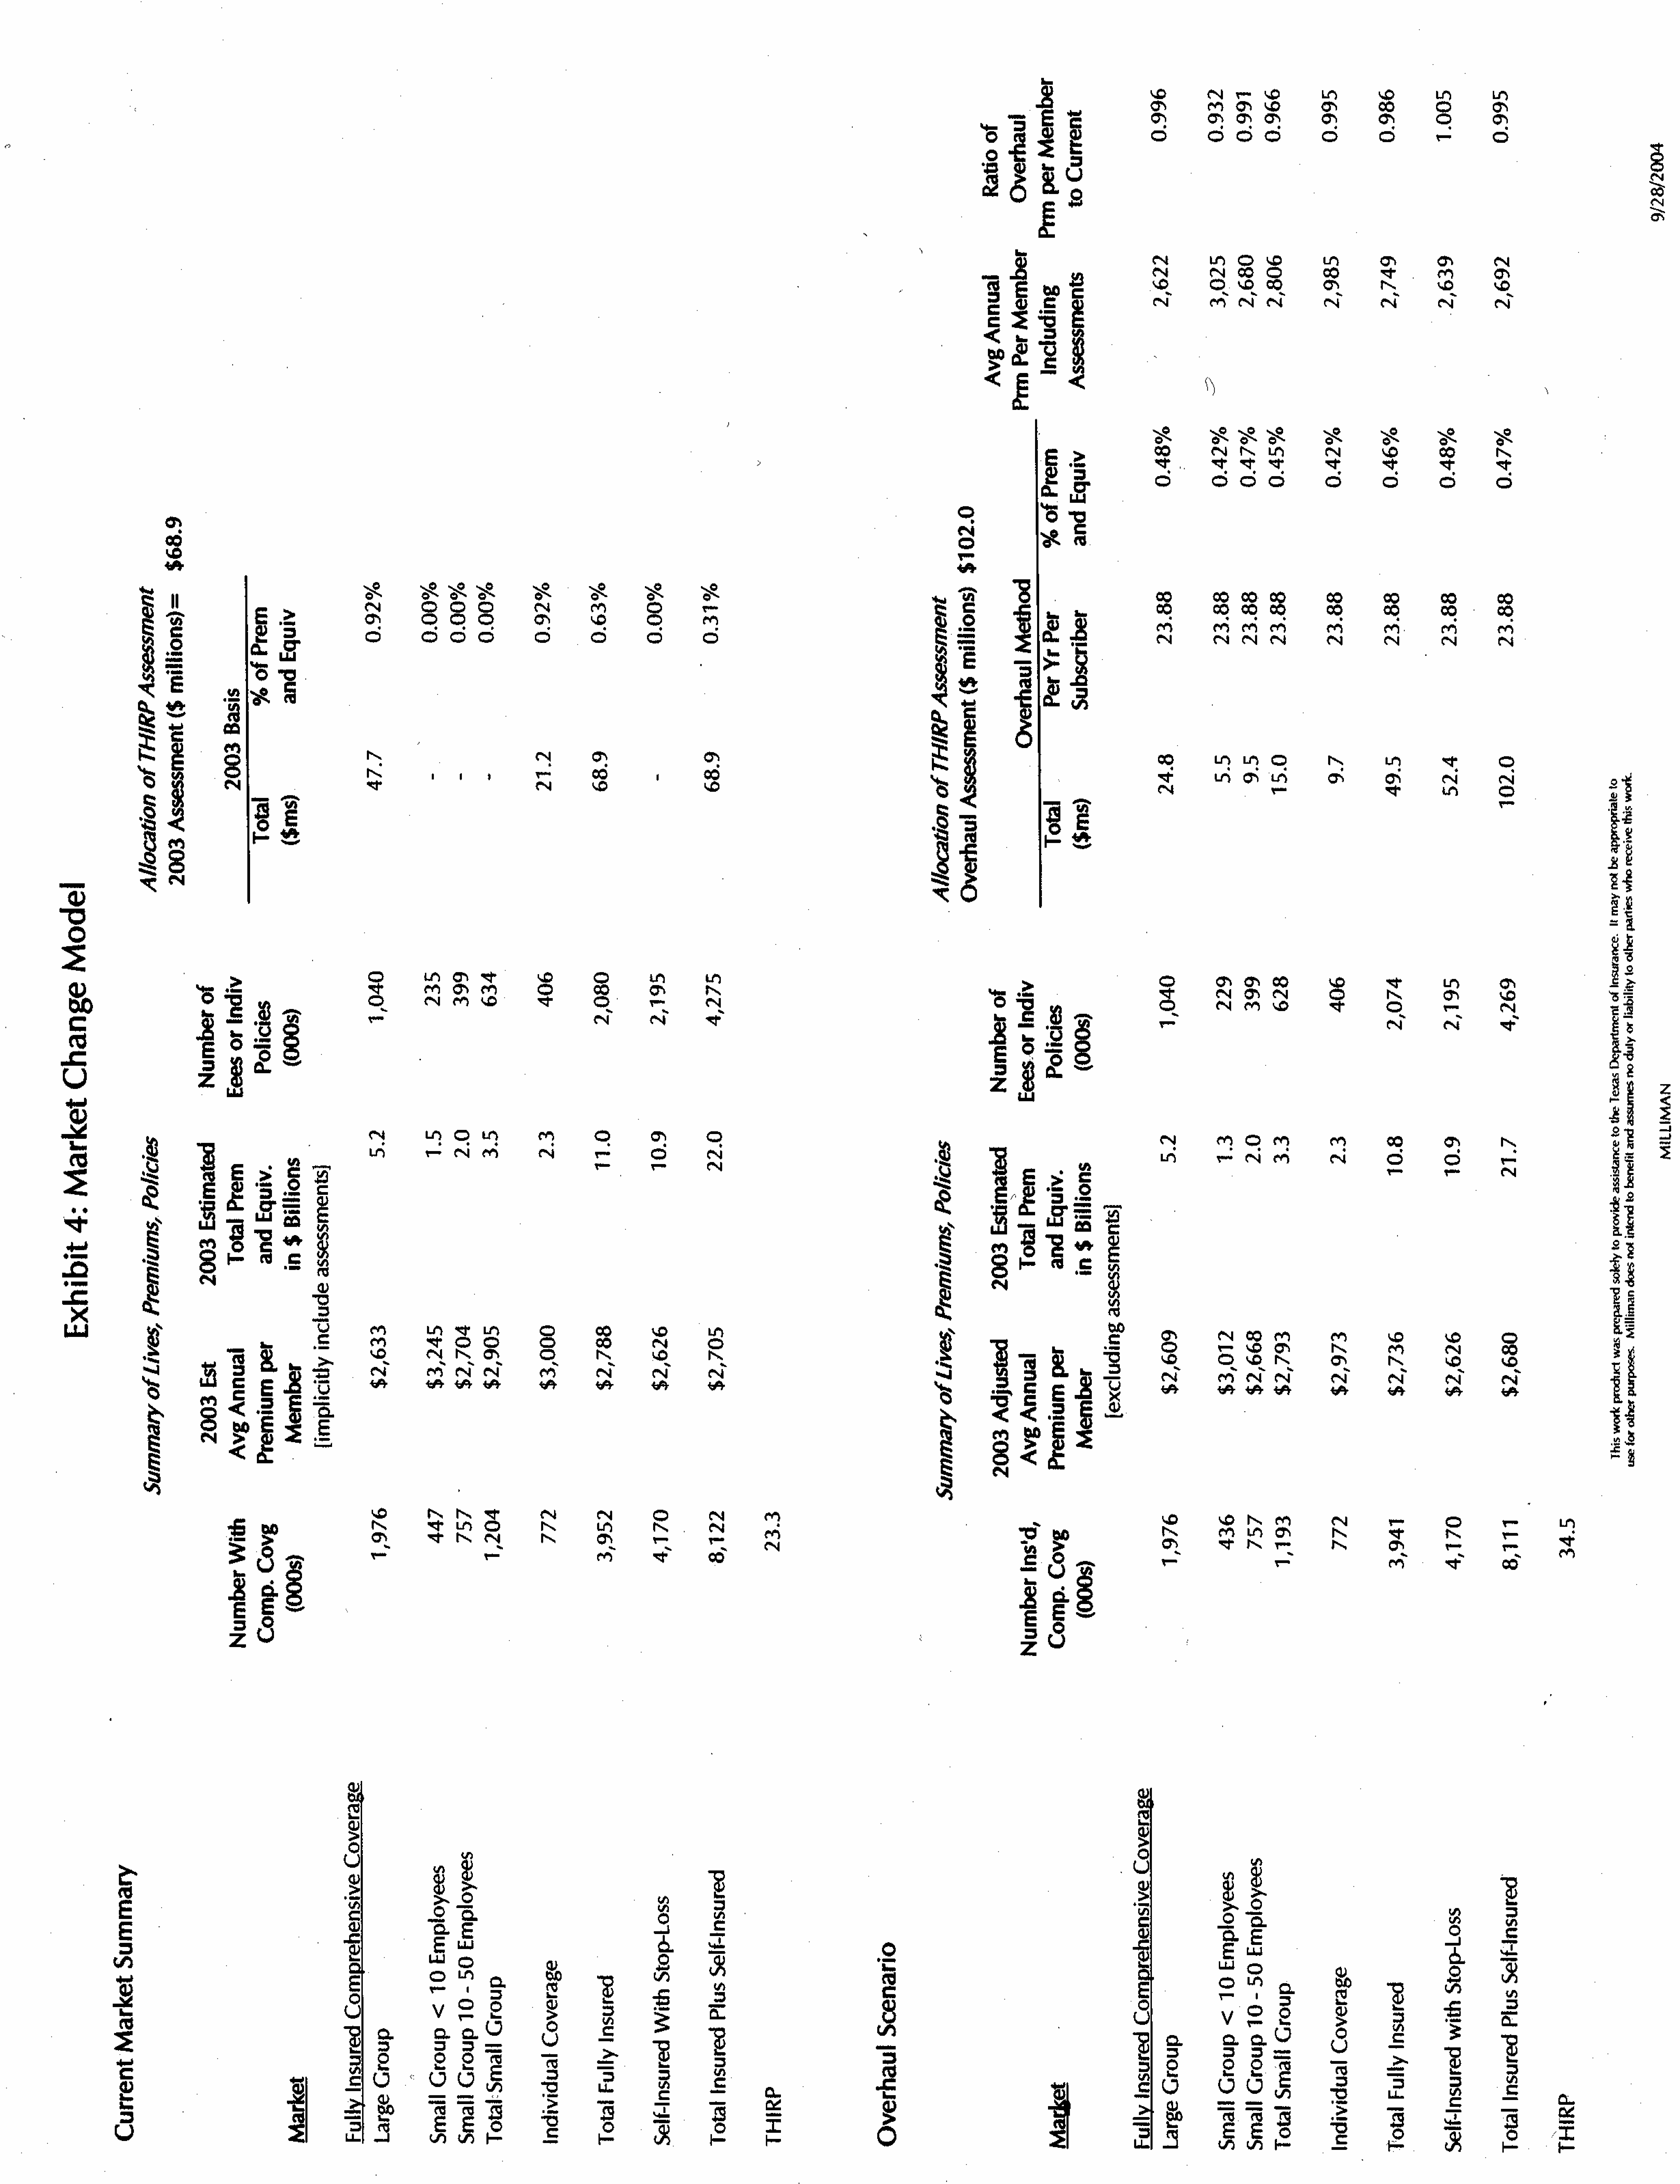 Exhibit 4: Market Change Model
Current Market Summary
Summary of Lives, Premiums, Policies
Allocation of THIRP Assessment
2003 Assessment ($ millions)= $68.9
Market
Number With Comp. Covg (000s)
2003 Est Avg Annual Premium per Member
2003 Estimated Total Prem and Equiv. in $ Billions
[implicitly include assessments]
Number of Eees or Indiv Policies (000s)
2003 Basis
Total ($ms)
% of Prem and Equiv
Fully Insured Comprehensive Coverage
Large Group 1,976 $2,633 5.2 1,040 47.7 0.92%
Small Group < 10 Employees 447 $3,245 1.5 235 - 0.00%
Small Group 10 - 50 Employees 757 $2,704 2.0 399 - 0.00%
Total Small Group 1,204 $2,905 3.5 634 - 0.00%
Individual Coverage 772 $3,000 2.3 406 21.2 0.92%
Total Fully Insured 3,952 $2,788 11.0 2,080 68.9 0.63%
Self-Insured With Stop-Loss 4,170 $2,626 10.9 2,195 - 0.00%
Total Insured Plus Self-Insured 8,122 $2,705 22.0 4,275 68.9 0.31%
THIRP 23.3
Overhaul Scenario
Summary of Lives, Premiums, Policies
Allocation of THIRP Assessment
Overhaul Assessment ($ millions) $102.0
Market
Number Ins'd, Comp. Covg (000s)
2003 Adjusted Avg Annual Premium per Member
2003 Estimated Total Prem and Equiv. in $ Billions
[excluding assessments]
Number of Eees or Indiv Policies (000s)
Overhaul Method
Total ($ms)
Per Yr Per Subscriber
% of Prem and Equiv
Avg Annual Prm Per Member Including Assessments
Ratio of Overhaul Prm per Member to Current
Fully Insured Comprehensive Coverage
Large Group 1,976 $2,609 5.2 1,040 24.8 23.88 0.48% 2,622 0.996
Small Group < 10 Employees 436 $3,012 1.3 229 5.5 23.88 0.42% 3,025 0.932
Small Group 10 - 50 Employees 757 $2,668 2.0 399 9.5 23.88 0.47% 2,680 0.991
Total Small Group 1,193 $2,793 3.3 628 15.0 23.88 0.45% 2,806 0.966
Individual Coverage 772 $2,973 2.3 406 9.7 23.88 0.42% 2,985 0.995
Total Fully Insured 3,941 $2,736 10.8 2,074 49.5 23.88 0.46% 2,749 0.986
Self-Insured with Stop-Loss 4,170 $2,626 10.9 2,195 52.4 23.88 0.48% 2,639 1.005
Total Insured Plus Self-Insured 8,111 $2,680 21.7 4,269 102.0 23.88 0.47% 2,692 0.995
THIRP 34.5
This work product was prepared solely to provide assistance to the Texas Department of Insurance. It may not be appropriate to
use for other purposes. Milliman does not intend to benefit and assumes no duty or liability to other parties who receive this work.
MILLIMAN
9/28/2004